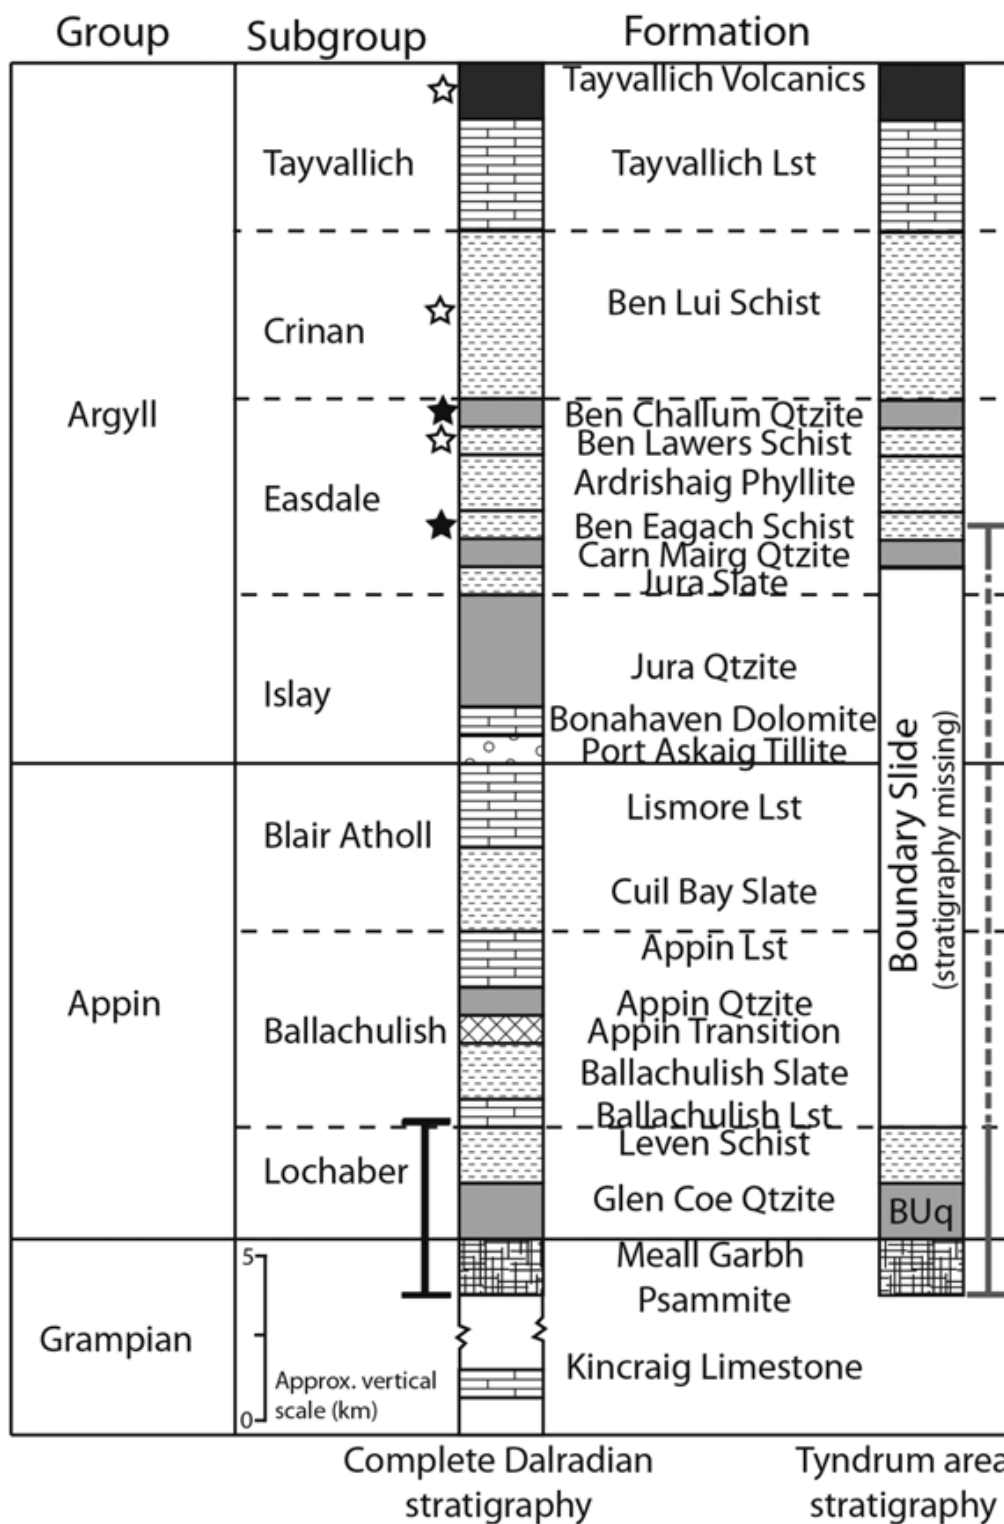 Group
Subgroup
Formation
Tayvallich Volcanics
Tayvallich
Tayvallich Lst
Ben Lui Schist
Crinan
Argyll
Ben Challum Qtzite
Ben Lawers Schist
Ardrishaig Phyllite
Easdale
Ben Eagach Schist
Carn Mairg Qtzite
Jura Slate
Jura Qtzite
Islay
Bonahaven Dolomite
Port Askaig Tillite
Lismore Lst
Blair Atholl
Cuil Bay Slate
Boundary Slide
(stratigraphy missing)
Appin Lst
Appin
Appin Qtzite
Ballachulish
Appin Transition
Ballachulish Slate
Ballachulish Lst
Leven Schist
Lochaber
Glen Coe Qtzite
BUq
5
Meall Garbh
Psammite
Grampian
Kincraig Limestone
Approx. vertical
scale (km)
0
Complete Dalradian
stratigraphy
Tyndrum area
stratigraphy